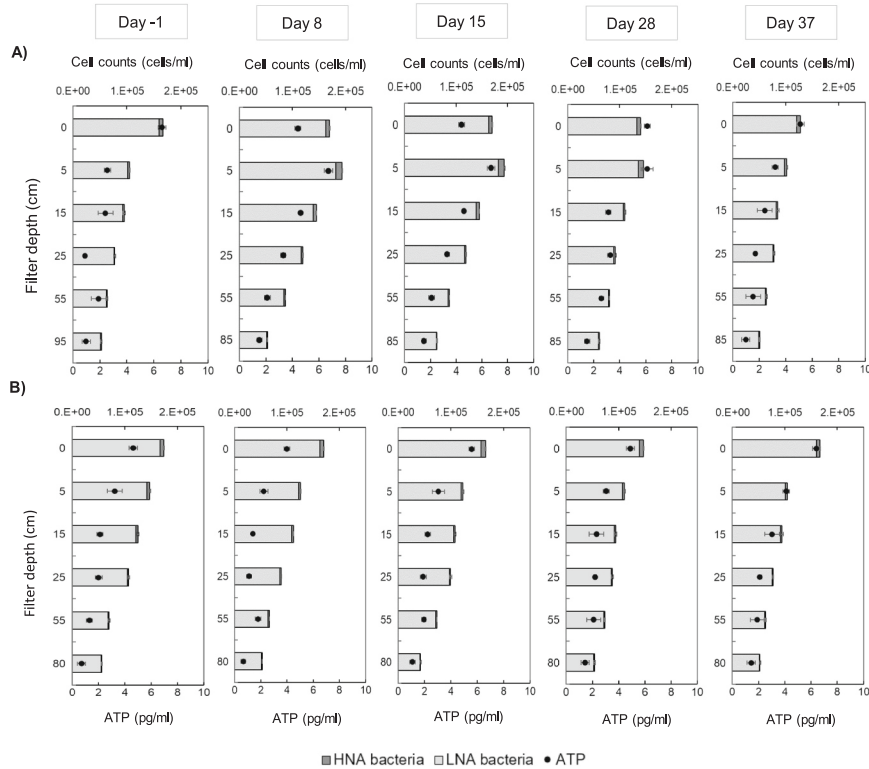 Day -1 Day 8 Day 15 Day 28 Day 37
A)
Cell counts (cells/ml) Cell counts (cells/ml) Cell counts (cells/ml) Cell counts (cells/ml) Cell counts (cells/ml)
0.E+00 1.E+05 2.E+05 0.E+00 1.E+05 2.E+05 0.E+00 1.E+05 2.E+05 0.E+00 1.E+05 2.E+05 0.E+00 1.E+05 2.E+05
Filter depth (cm)
0 0 0 0 0
5 5 5 5 5
15 15 15 15 15
25 25 25 25 25
55 55 55 55 55
95 85 85 85 85
0 2 4 6 8 10 0 2 4 6 8 10 0 2 4 6 8 10 0 2 4 6 8 10 0 2 4 6 8 10
B)
0.E+00 1.E+05 2.E+05 0.E+00 1.E+05 2.E+05 0.E+00 1.E+05 2.E+05 0.E+00 1.E+05 2.E+05 0.E+00 1.E+05 2.E+05
Filter depth (cm)
0 0 0 0 0
5 5 5 5 5
15 15 15 15 15
25 25 25 25 25
55 55 55 55 55
80 80 80 80 80
0 2 4 6 8 10 0 2 4 6 8 10 0 2 4 6 8 10 0 2 4 6 8 10 0 2 4 6 8 10
ATP (pg/ml) ATP (pg/ml) ATP (pg/ml) ATP (pg/ml) ATP (pg/ml)
HNA bacteria LNA bacteria ATP